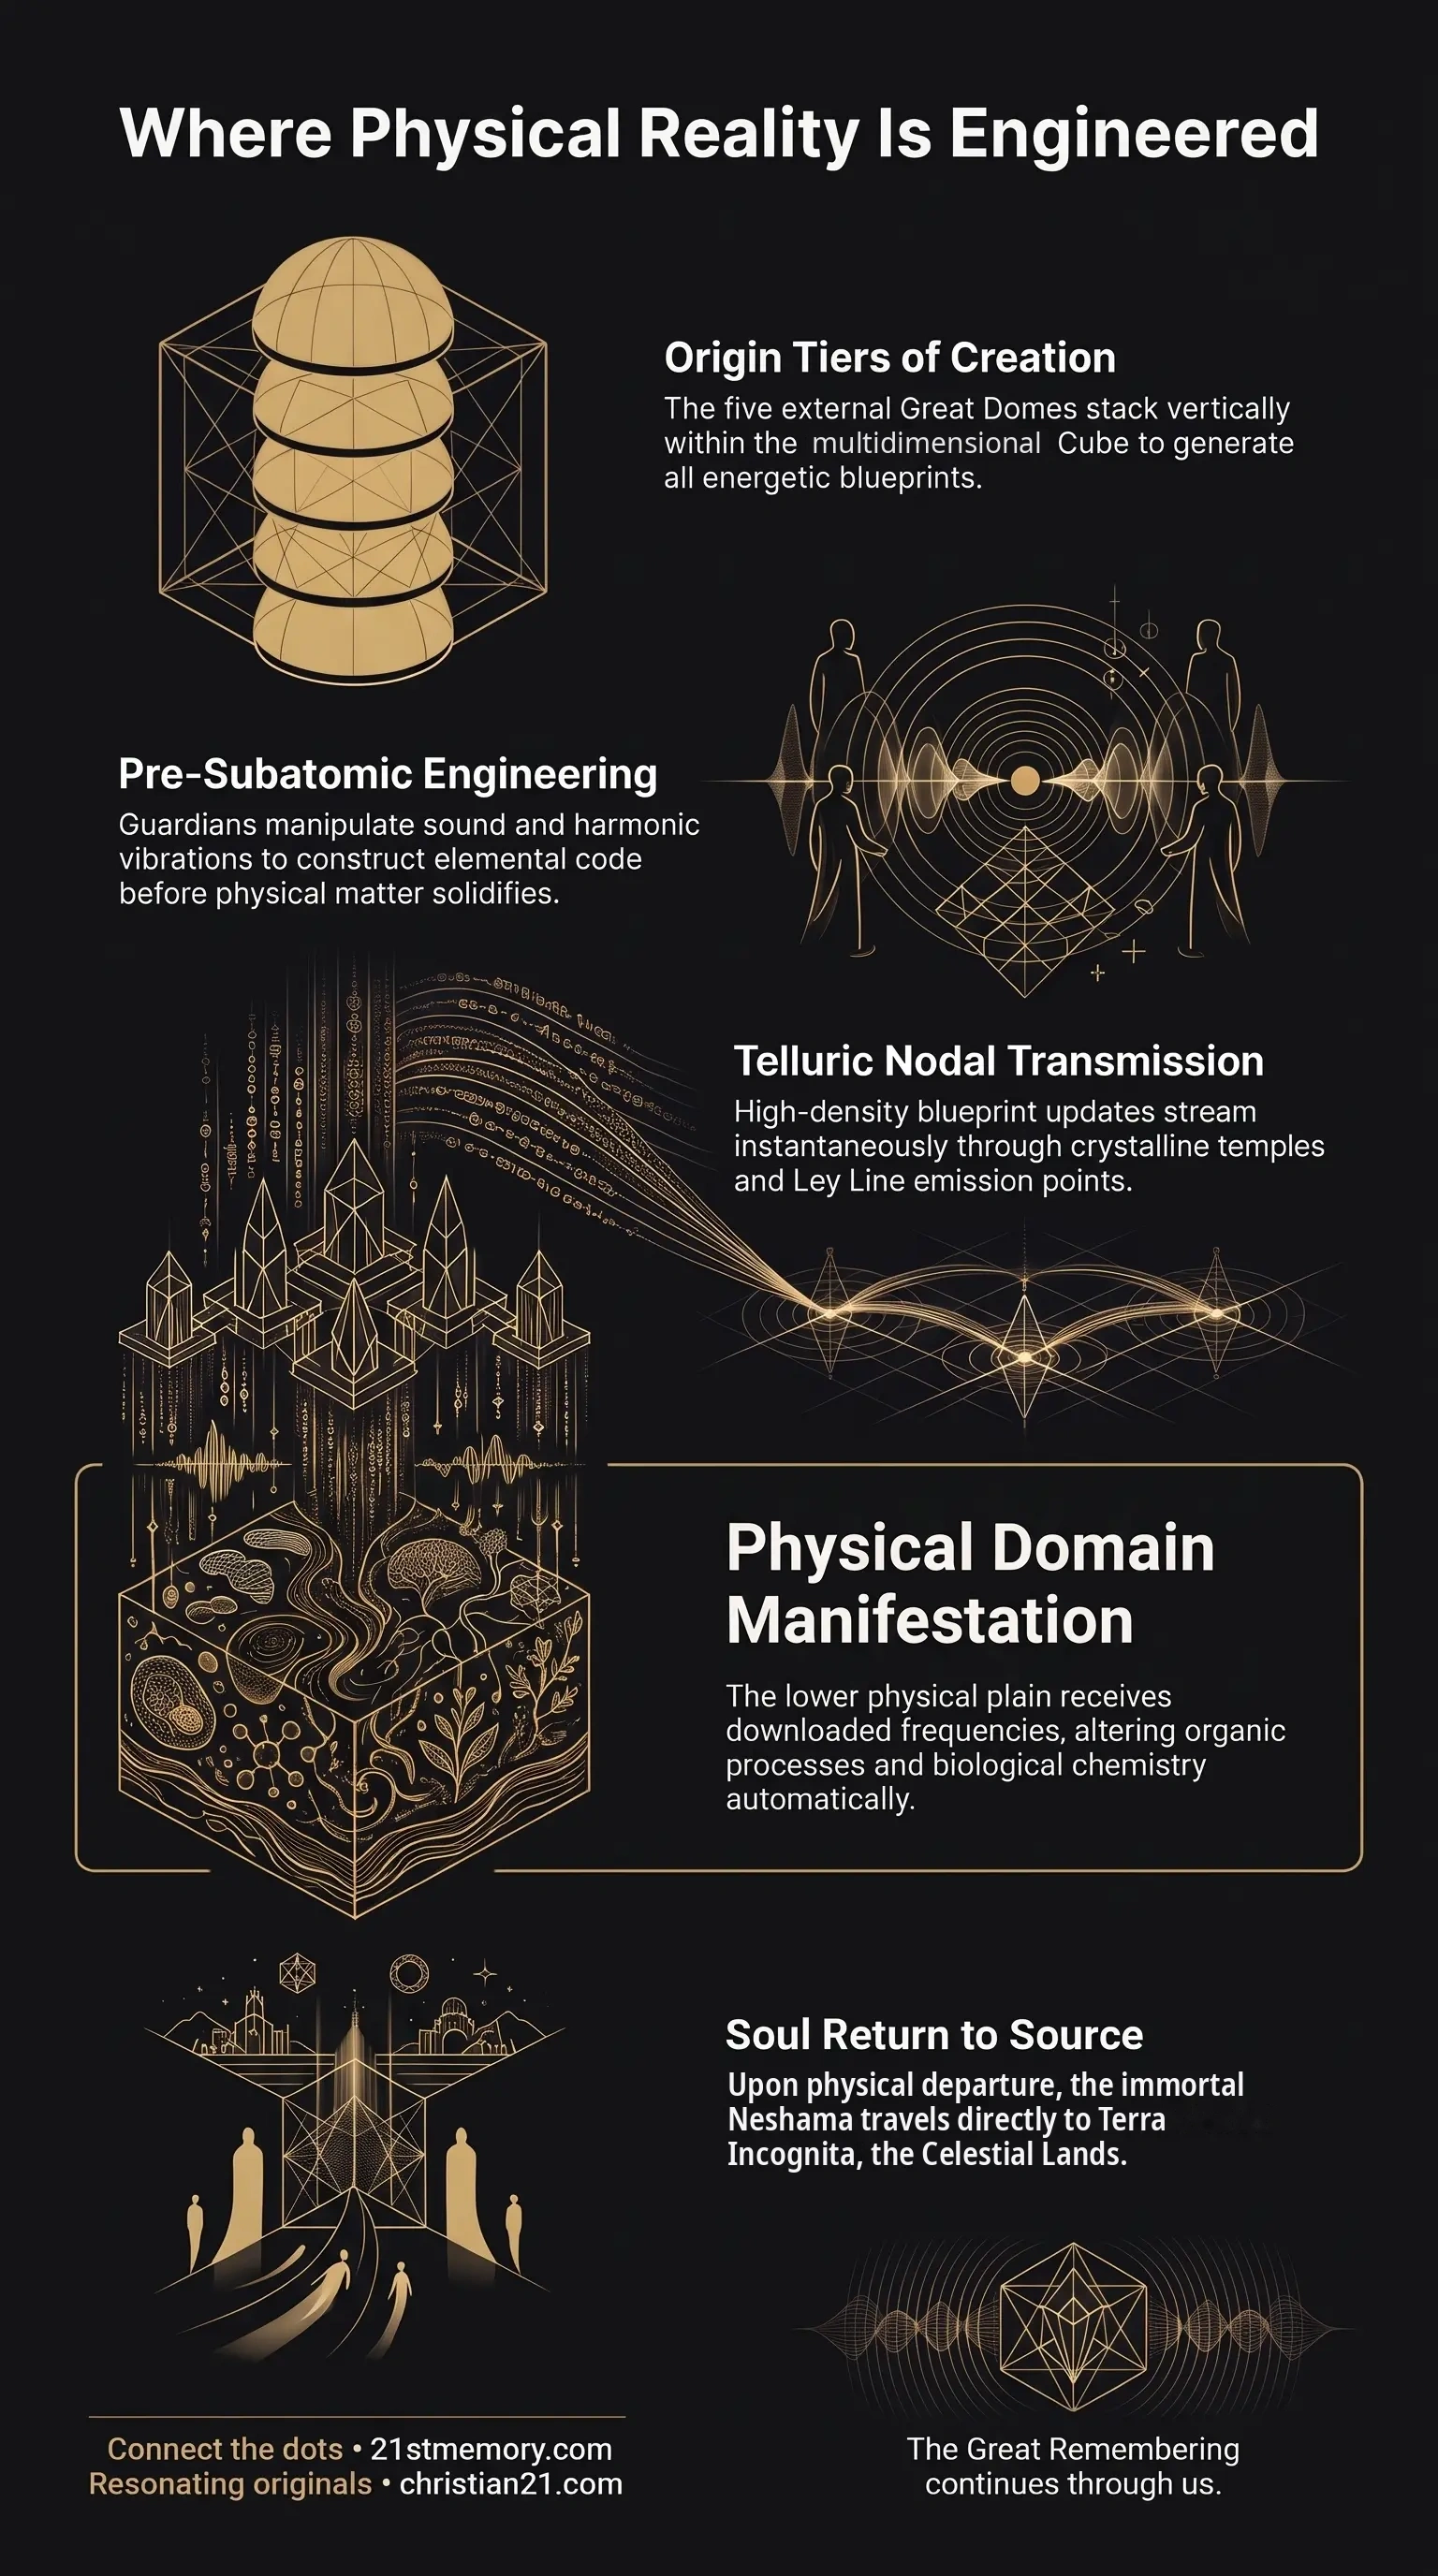 Where Physical Reality Is Engineered
Origin Tiers of Creation
The five external Great Domes stack vertically
within the multidimensional Cube to generate
all energetic blueprints.
Pre-Subatomic Engineering
Guardians manipulate sound and harmonic
vibrations to construct elemental code
before physical matter solidifies.
Telluric Nodal Transmission
High-density blueprint updates stream
instantaneously through crystalline temples
and Ley Line emission points.
Physical Domain
Manifestation
The lower physical plain receives
downloaded frequencies, altering organic
processes and biological chemistry
automatically.
Soul Return to Source
Upon physical departure, the immortal
Neshama travels directly to Terra
Incognita, the Celestial Lands.
Connect the dots • 21stmemory.com
Resonating originals • christian21.com
The Great Remembering
continues through us.